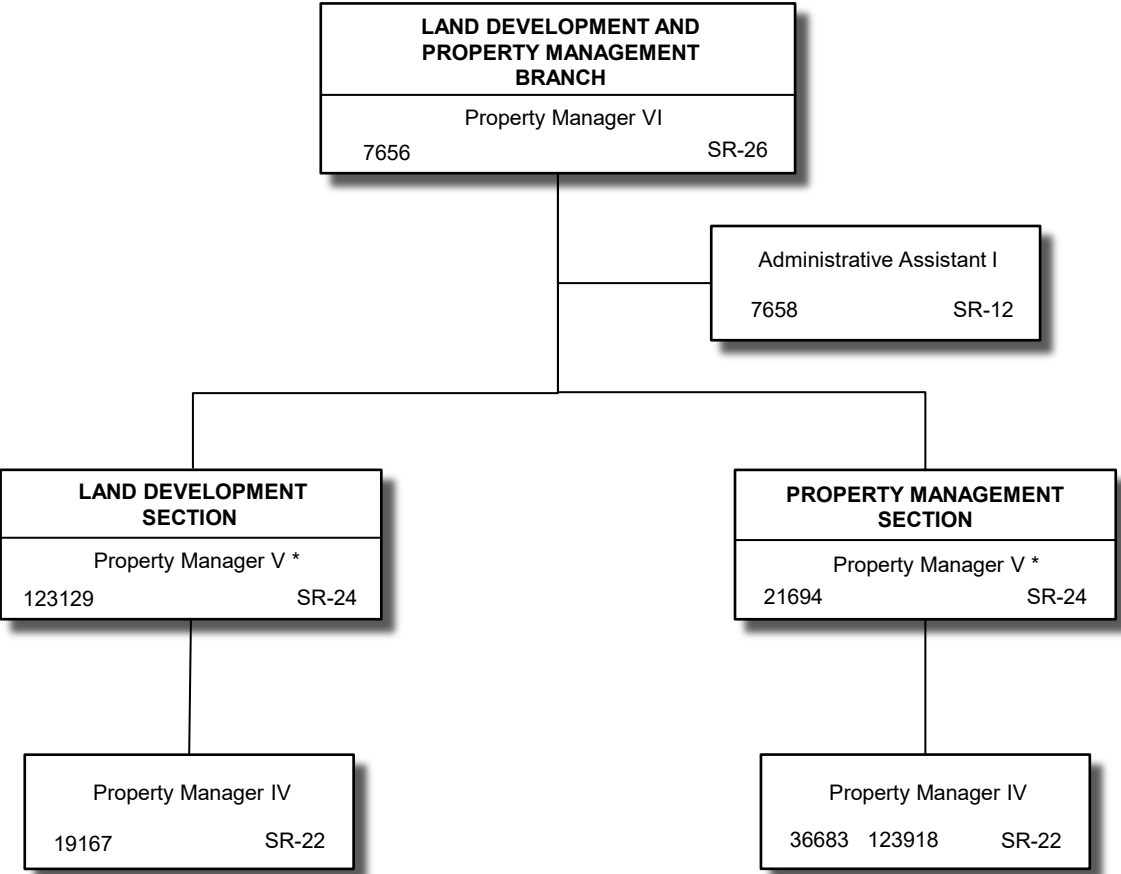 LAND DEVELOPMENT AND
PROPERTY MANAGEMENT
BRANCH
Property Manager VI
7656 SR-26
Administrative Assistant I
7658 SR-12
LAND DEVELOPMENT
SECTION
Property Manager V *
123129 SR-24
PROPERTY MANAGEMENT
SECTION
Property Manager V *
21694 SR-24
Property Manager IV
19167 SR-22
Property Manager IV
36683 123918 SR-22